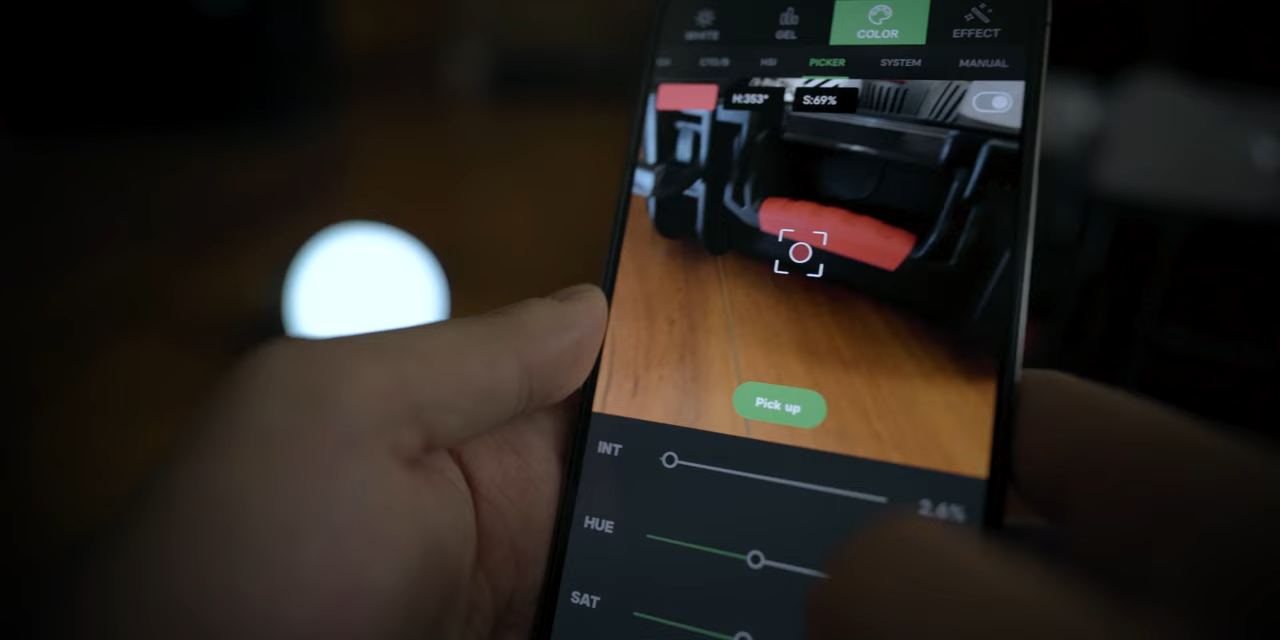 WHITE GEL COLOR EFFECT
CTO/B HSI PICKER SYSTEM MANUAL
H:353° S:69%
Pick up
INT 2.6%
HUE
SAT